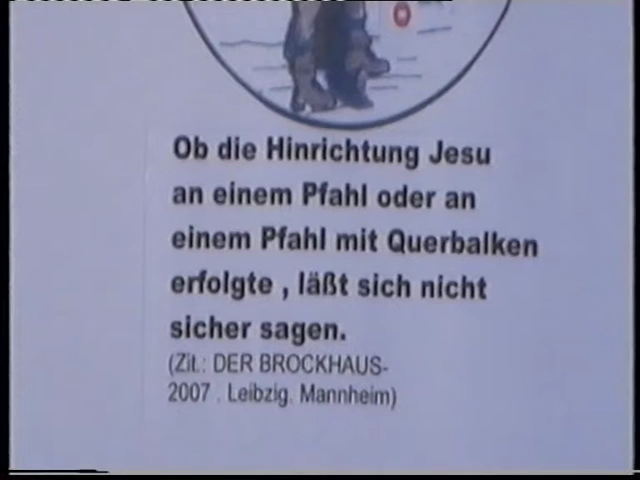 Ob die Hinrichtung Jesu
an einem Pfahl oder an
einem Pfahl mit Querbalken
erfolgte , läßt sich nicht
sicher sagen.
(Zit.: DER BROCKHAUS-
2007 . Leibzig. Mannheim)